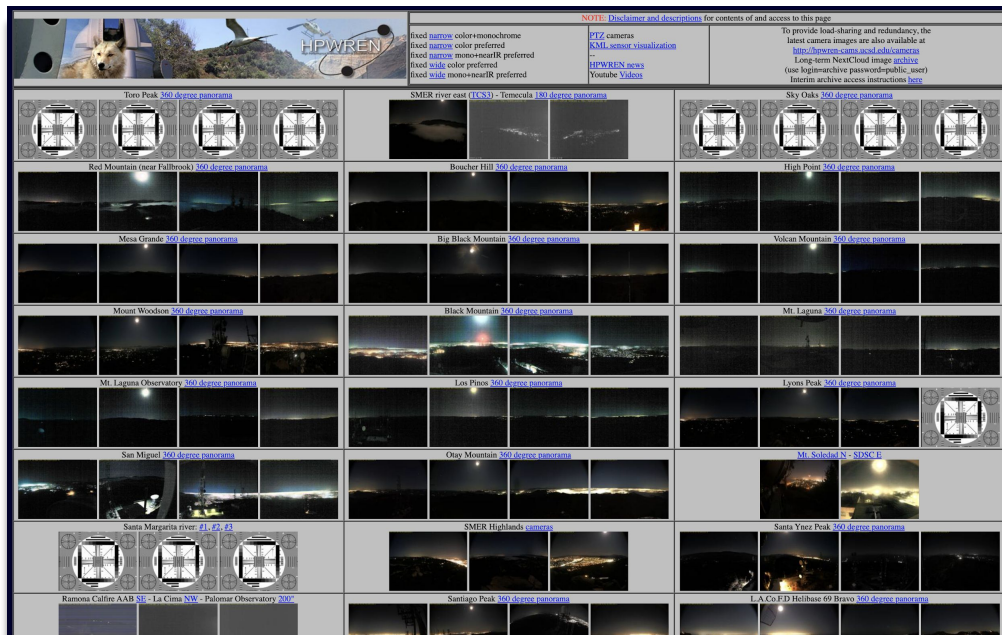 HPWREN
NOTE: Disclaimer and descriptions for contents of and access to this page
fixed narrow color+monochrome
fixed narrow color preferred
fixed narrow mono+nearIR preferred
fixed wide color preferred
fixed wide mono+nearIR preferred
PTZ cameras
KML sensor visualization
--
HPWREN news
Youtube Videos
To provide load-sharing and redundancy, the
latest camera images are also available at
http://hpwren-cams.ucsd.edu/cameras
Long-term NextCloud image archive
(use login=archive password=public_user)
Interim archive access instructions here
Toro Peak 360 degree panorama
SMER river east (TCS3) - Temecula 180 degree panorama
Sky Oaks 360 degree panorama
Red Mountain (near Fallbrook) 360 degree panorama
Boucher Hill 360 degree panorama
High Point 360 degree panorama
Mesa Grande 360 degree panorama
Big Black Mountain 360 degree panorama
Volcan Mountain 360 degree panorama
Mount Woodson 360 degree panorama
Black Mountain 360 degree panorama
Mt. Laguna 360 degree panorama
Mt. Laguna Observatory 360 degree panorama
Los Pinos 360 degree panorama
Lyons Peak 360 degree panorama
San Miguel 360 degree panorama
Otay Mountain 360 degree panorama
Mt. Soledad N - SDSC E
Santa Margarita river: #1, #2, #3
SMER Highlands cameras
Santa Ynez Peak 360 degree panorama
Ramona Calfire AAB SE - La Cima NW - Palomar Observatory 200"
Santiago Peak 360 degree panorama
L.A.Co.F.D Helibase 69 Bravo 360 degree panorama